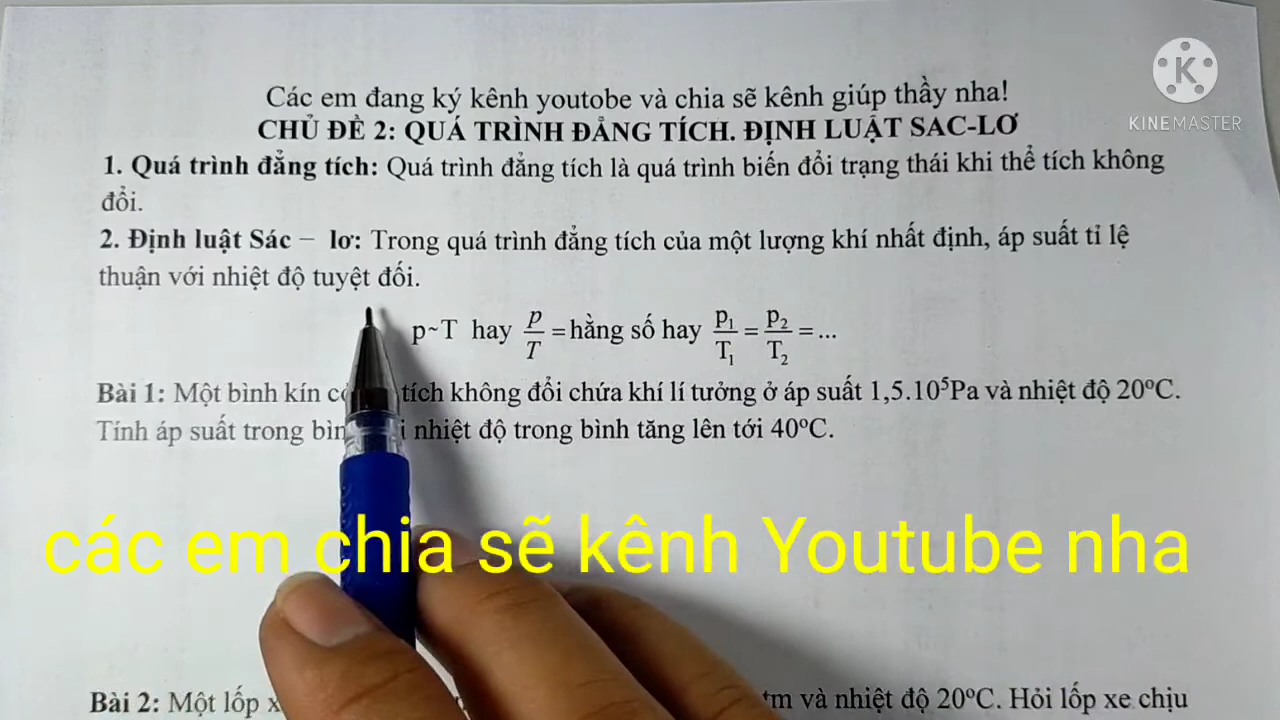 K
KINEMASTER
Các em đang ký kênh youtobe và chia sẽ kênh giúp thầy nha!
CHỦ ĐỀ 2: QUÁ TRÌNH ĐẲNG TÍCH. ĐỊNH LUẬT SAC-LƠ
1. Quá trình đẳng tích: Quá trình đẳng tích là quá trình biến đổi trạng thái khi thể tích không
đổi.
2. Định luật Sác – lơ: Trong quá trình đẳng tích của một lượng khí nhất định, áp suất tỉ lệ
thuận với nhiệt độ tuyệt đối.
p~T hay p/T = hằng số hay p₁/T₁ = p₂/T₂ = ...
Bài 1: Một bình kín tích không đổi chứa khí lí tưởng ở áp suất 1,5.10⁵Pa và nhiệt độ 20ºC.
Tính áp suất trong nhiệt độ trong bình tăng lên tới 40ºC.
các em chia sẽ kênh Youtube nha
Bài 2: Một lốp và nhiệt độ 20ºC. Hỏi lốp xe chịu